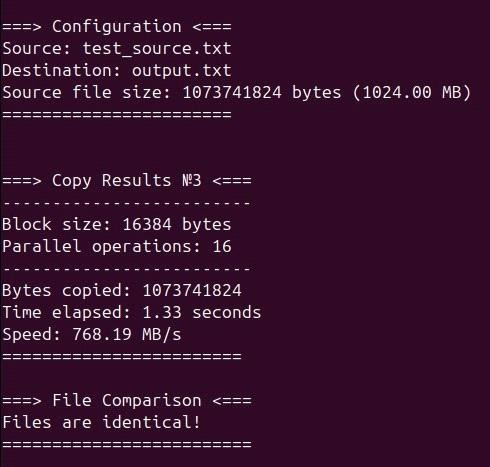 ===> Configuration <===
Source: test_source.txt
Destination: output.txt
Source file size: 1073741824 bytes (1024.00 MB)
=======================
===> Copy Results №3 <===
-------------------------
Block size: 16384 bytes
Parallel operations: 16
-------------------------
Bytes copied: 1073741824
Time elapsed: 1.33 seconds
Speed: 768.19 MB/s
========================
===> File Comparison <===
Files are identical!
=========================